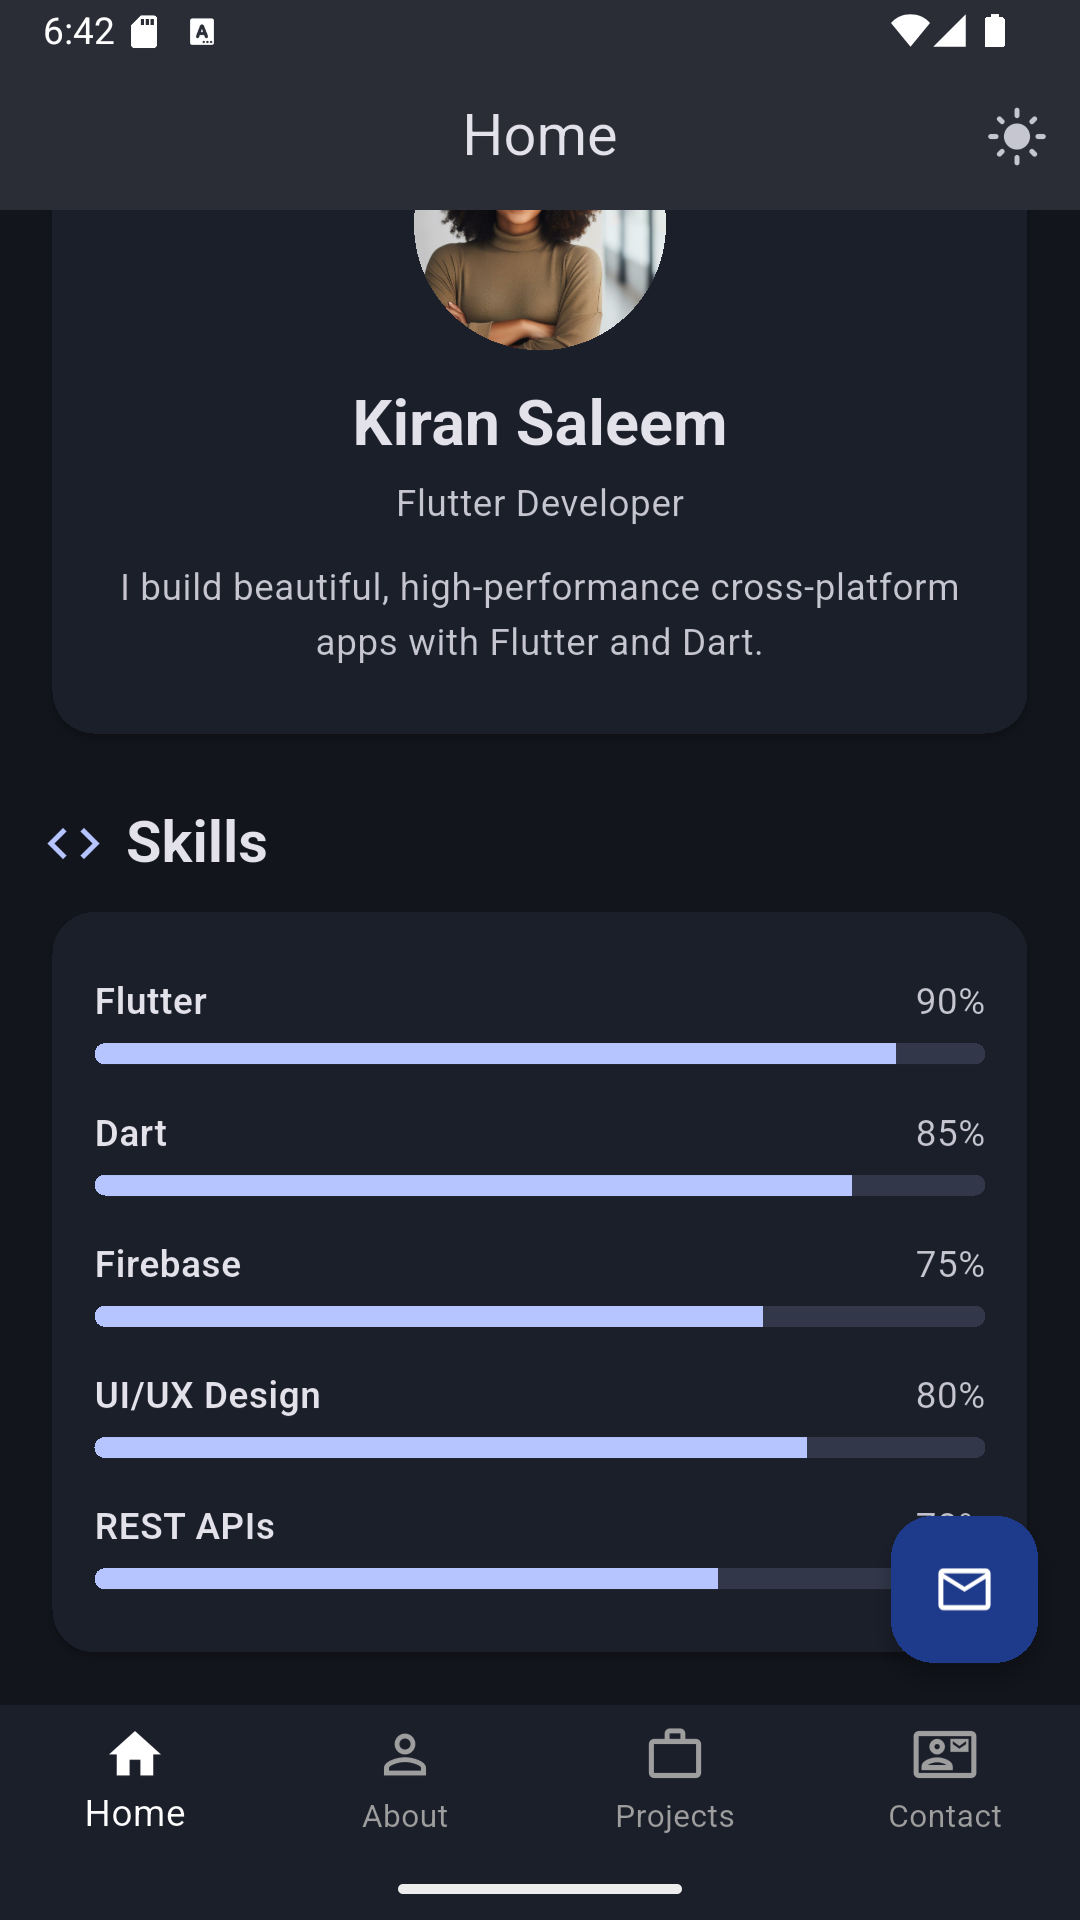 6:42
Home
Kiran Saleem
Flutter Developer
I build beautiful, high-performance cross-platform
apps with Flutter and Dart.
Skills
Flutter 90%
Dart 85%
Firebase 75%
UI/UX Design 80%
REST APIs
Home About Projects Contact